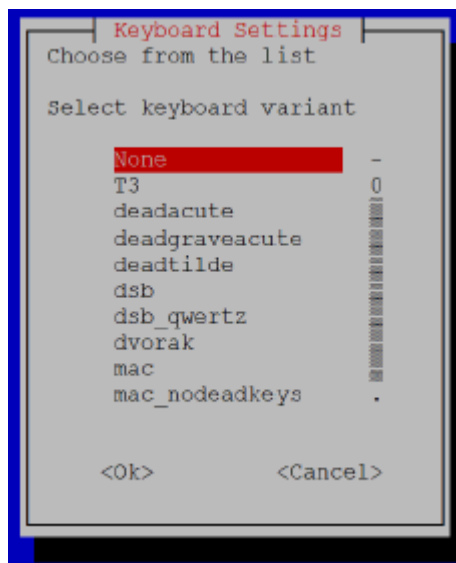 Keyboard Settings
Choose from the list
Select keyboard variant
None
T3
deadacute
deadgraveacute
deadtilde
dsb
dsb_qwertz
dvorak
mac
mac_nodeadkeys
<Ok> <Cancel>